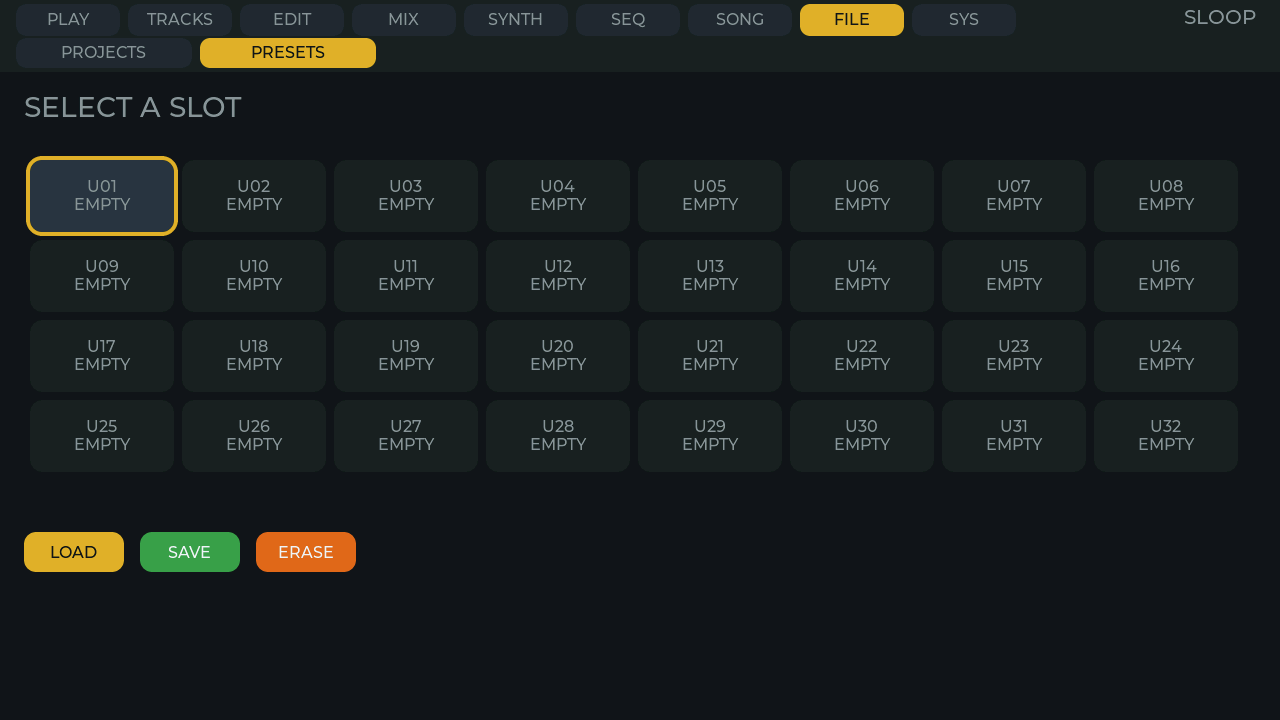 PLAY TRACKS EDIT MIX SYNTH SEQ SONG FILE SYS SLOOP
PROJECTS PRESETS
SELECT A SLOT
U01 U02 U03 U04 U05 U06 U07 U08
EMPTY EMPTY EMPTY EMPTY EMPTY EMPTY EMPTY EMPTY
U09 U10 U11 U12 U13 U14 U15 U16
EMPTY EMPTY EMPTY EMPTY EMPTY EMPTY EMPTY EMPTY
U17 U18 U19 U20 U21 U22 U23 U24
EMPTY EMPTY EMPTY EMPTY EMPTY EMPTY EMPTY EMPTY
U25 U26 U27 U28 U29 U30 U31 U32
EMPTY EMPTY EMPTY EMPTY EMPTY EMPTY EMPTY EMPTY
LOAD SAVE ERASE